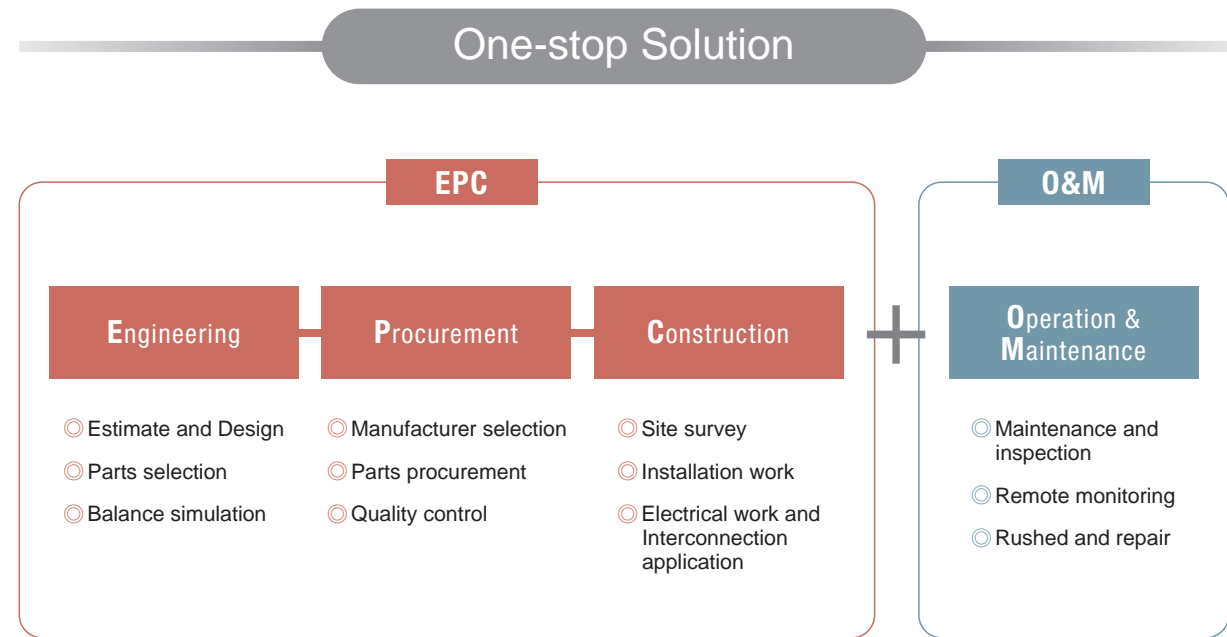 One-stop Solution
EPC
Engineering
Procurement
Construction
Estimate and Design
Parts selection
Balance simulation
Manufacturer selection
Parts procurement
Quality control
Site survey
Installation work
Electrical work and
Interconnection
application
+
O&M
Operation &
Maintenance
Maintenance and
inspection
Remote monitoring
Rushed and repair